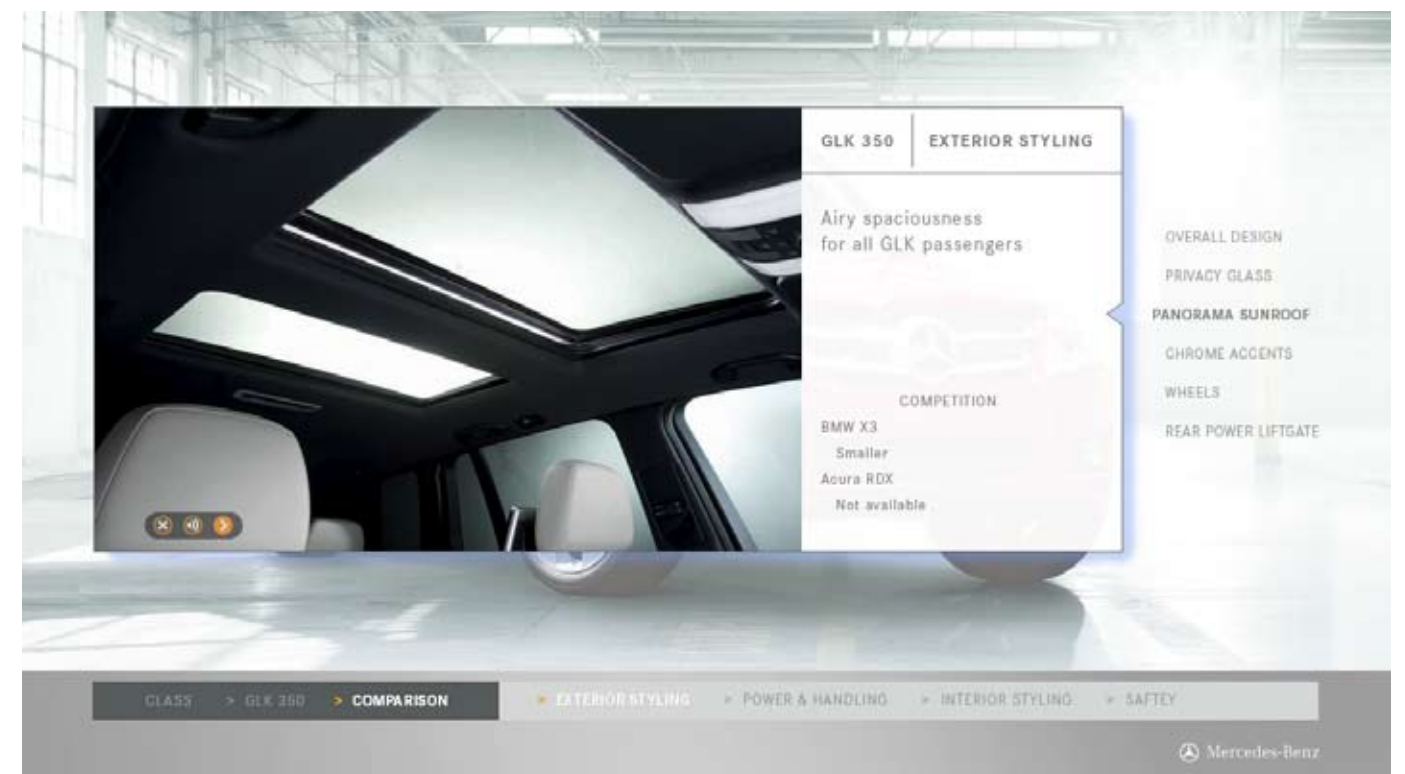 GLK 350
EXTERIOR STYLING
Airy spaciousness
for all GLK passengers
COMPETITION
BMW X3
Smaller
Acura RDX
Not available
OVERALL DESIGN
PRIVACY GLASS
PANORAMA SUNROOF
CHROME ACCENTS
WHEELS
REAR POWER LIFTGATE
CLASS > GLK 350 > COMPARISON > EXTERIOR STYLING > POWER & HANDLING > INTERIOR STYLING > SAFTEY
Mercedes-Benz